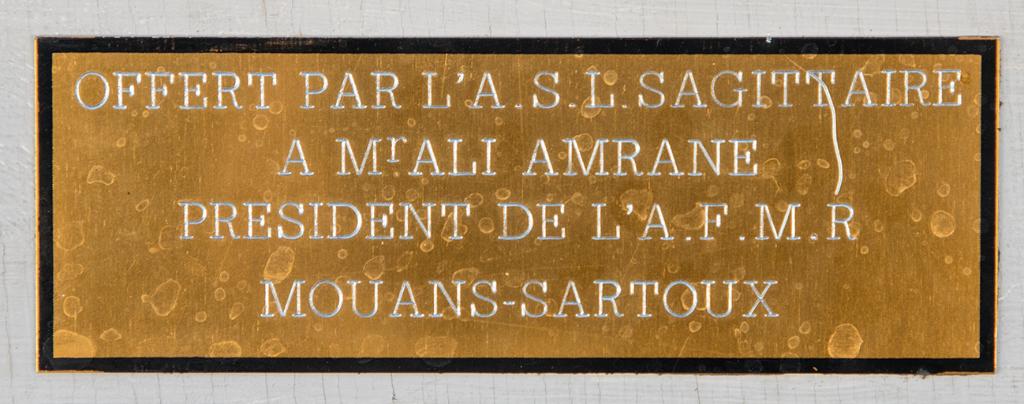 OFFERT PAR L'A.S.L. SAGITTAIRE
A Mr ALI AMRANE
PRESIDENT DE L'A.F.M.R
MOUANS-SARTOUX